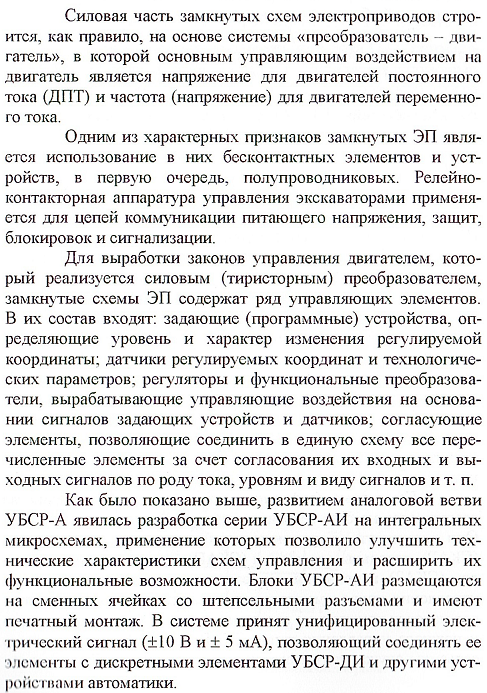 Силовая часть замкнутых схем электроприводов стро-
ится, как правило, на основе системы «преобразователь – дви-
гатель», в которой основным управляющим воздействием на
двигатель является напряжение для двигателей постоянного
тока (ДПТ) и частота (напряжение) для двигателей переменно-
го тока.
Одним из характерных признаков замкнутых ЭП явля-
ется использование в них бесконтактных элементов и уст-
ройств, в первую очередь, полупроводниковых. Релейно-
контакторная аппаратура управления экскаваторами применя-
ется для цепей коммуникации питающего напряжения, защит,
блокировок и сигнализации.
Для выработки законов управления двигателем, кото-
рый реализуется силовым (тиристорным) преобразователем,
замкнутые схемы ЭП содержат ряд управляющих элементов.
В их состав входят: задающие (программные) устройства, оп-
ределяющие уровень и характер изменения регулируемой
координаты; датчики регулируемых координат и технологиче-
ских параметров; регуляторы и функциональные преобразова-
тели, вырабатывающие управляющие воздействия на основа-
нии сигналов задающих устройств и датчиков; согласующие
элементы, позволяющие соединить в единую схему все пере-
численные элементы за счет согласования их входных и вы-
ходных сигналов по роду тока, уровням и виду сигналов и т. п.
Как было показано выше, развитием аналоговой ветви
УБСР-А явилась разработка серии УБСР-АИ на интегральных
микросхемах, применение которых позволило улучшить тех-
нические характеристики схем управления и расширить их
функциональные возможности. Блоки УБСР-АИ размещаются
на сменных ячейках со штепсельными разъемами и имеют
печатный монтаж. В системе принят унифицированный элек-
трический сигнал (±10 В и ± 5 мА), позволяющий соединять ее
элементы с дискретными элементами УБСР-ДИ и другими уст-
ройствами автоматики.